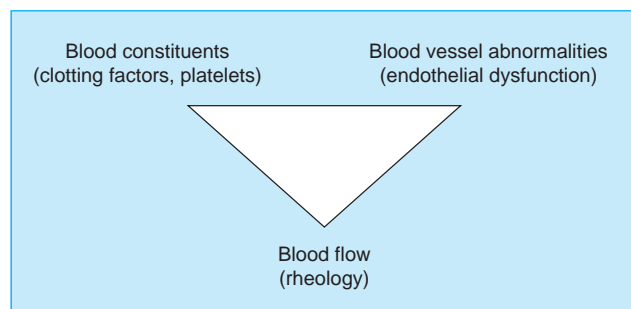 Blood constituents
(clotting factors, platelets)
Blood vessel abnormalities
(endothelial dysfunction)
Blood flow
(rheology)